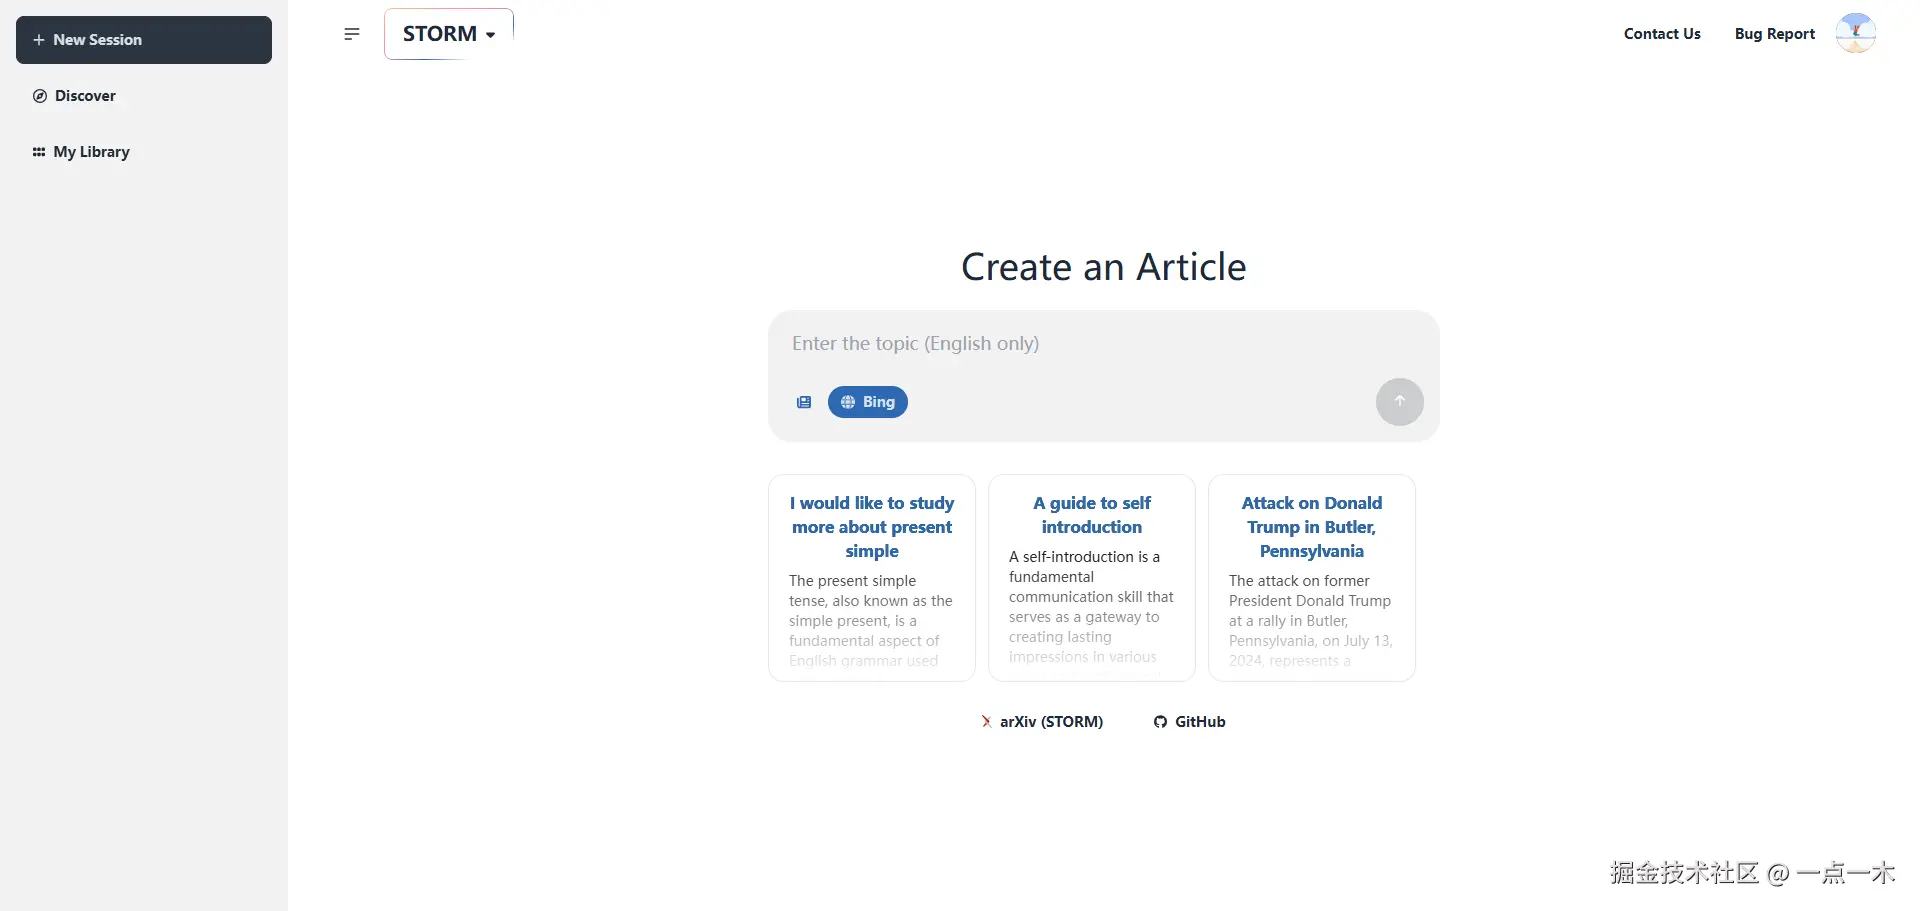 New Session
Discover
My Library
STORM
Contact Us
Bug Report
Create an Article
Enter the topic (English only)
Bing
I would like to study
more about present
simple
The present simple
tense, also known as the
simple present, is a
fundamental aspect of
English grammar used
A guide to self
introduction
A self-introduction is a
fundamental
communication skill that
serves as a gateway to
creating lasting
impressions in various
Attack on Donald
Trump in Butler,
Pennsylvania
The attack on former
President Donald Trump
at a rally in Butler,
Pennsylvania, on July 13,
2024, represents a
arXiv (STORM)
GitHub
掘金技术社区 @ 一点一木